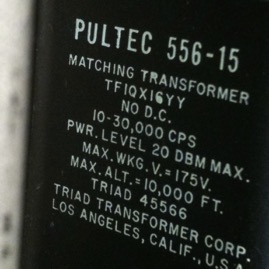 PULTEC 556-15
MATCHING TRANSFORMER
TF1QX16YY
NO D.C.
10-30,000 CPS
PWR. LEVEL 20 DBM MAX.
MAX. WKG. V. = 175V.
MAX. ALT. = 10,000 FT.
TRIAD 45566
TRIAD TRANSFORMER CORP.
LOS ANGELES, CALIF., U.S.A